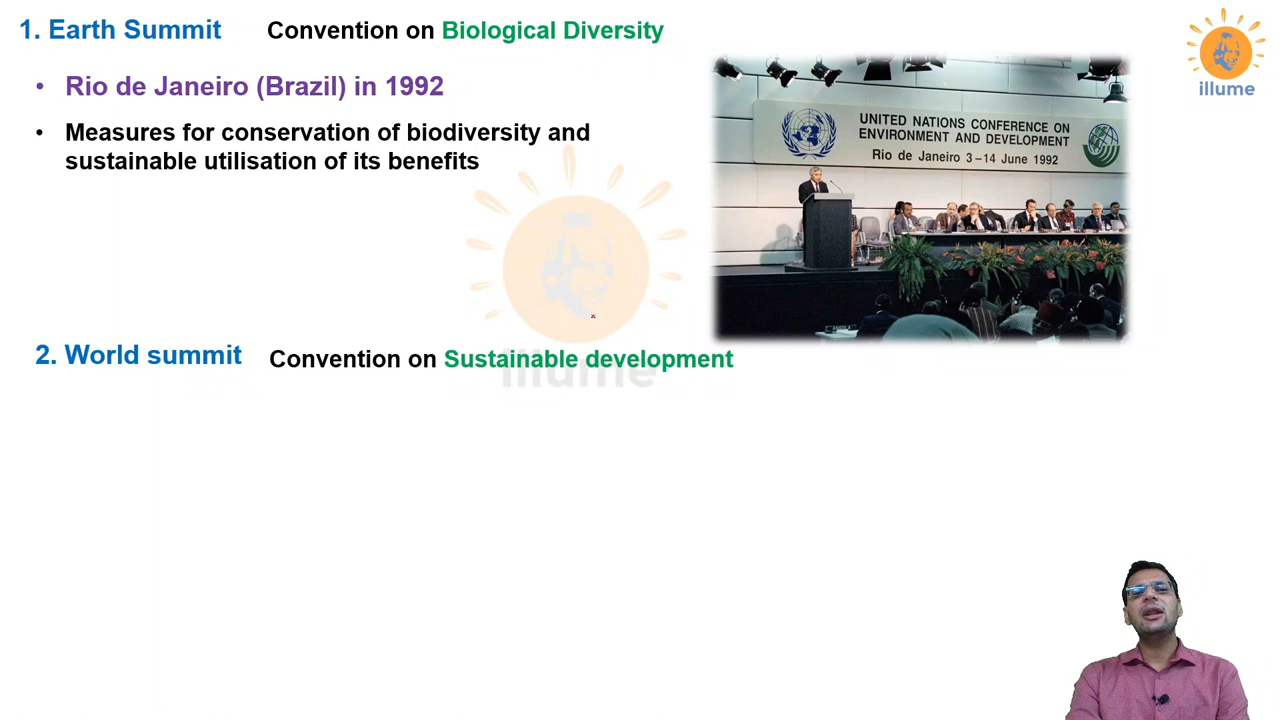 1. Earth Summit Convention on Biological Diversity
• Rio de Janeiro (Brazil) in 1992
• Measures for conservation of biodiversity and
sustainable utilisation of its benefits
UNITED NATIONS CONFERENCE ON
ENVIRONMENT AND DEVELOPMENT
Rio de Janeiro 3–14 June 1992
ANGOLA
illume
2. World summit Convention on Sustainable development
illume